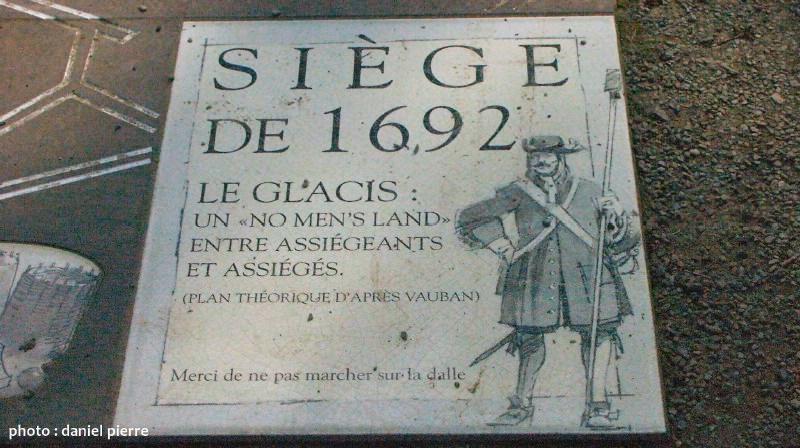 SIÈGE
DE 1692
LE GLACIS :
UN «NO MEN'S LAND»
ENTRE ASSIÉGEANTS
ET ASSIÉGÉS.
(PLAN THÉORIQUE D'APRÈS VAUBAN)
Merci de ne pas marcher sur la dalle
photo : daniel pierre